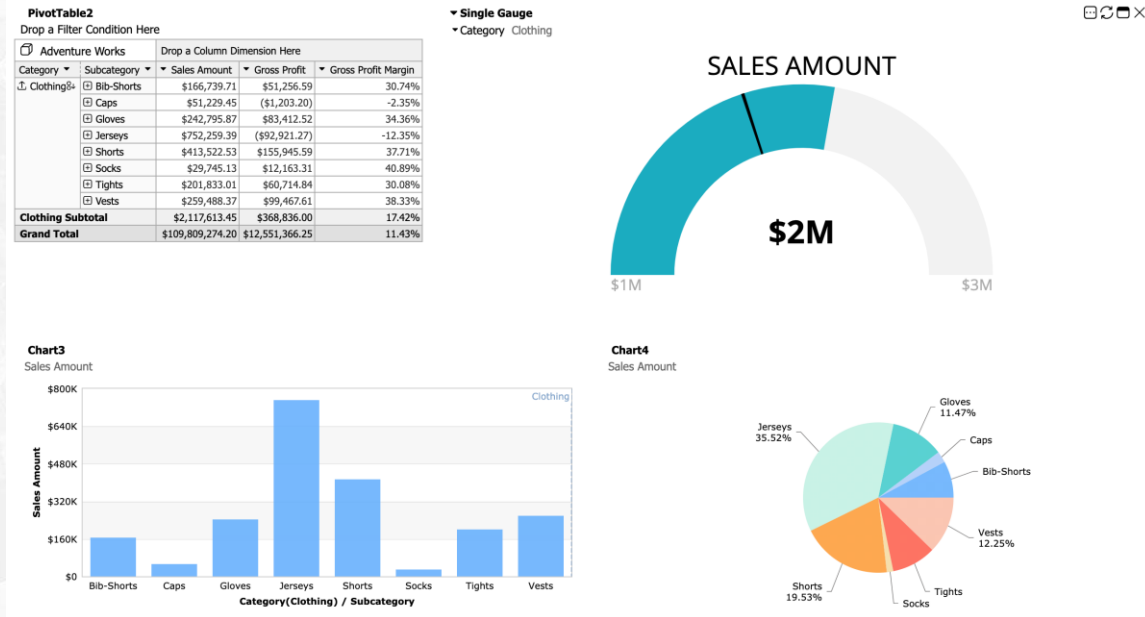 PivotTable2
Drop a Filter Condition Here
Adventure Works Drop a Column Dimension Here
Category Subcategory Sales Amount Gross Profit Gross Profit Margin
Clothing Bib-Shorts $166,739.71 $51,256.59 30.74%
Caps $51,229.45 ($1,203.20) -2.35%
Gloves $242,795.87 $83,412.52 34.36%
Jerseys $752,259.39 ($92,921.27) -12.35%
Shorts $413,522.53 $155,945.59 37.71%
Socks $29,745.13 $12,163.31 40.89%
Tights $201,833.01 $60,714.84 30.08%
Vests $259,488.37 $99,467.61 38.33%
Clothing Subtotal $2,117,613.45 $368,836.00 17.42%
Grand Total $109,809,274.20 $12,551,366.25 11.43%
Single Gauge
Category Clothing
SALES AMOUNT
$2M
$1M $3M
Chart3
Sales Amount
Clothing
$800K
$640K
$480K
$320K
$160K
$0
Sales Amount
Bib-Shorts Caps Gloves Jerseys Shorts Socks Tights Vests
Category(Clothing) / Subcategory
Chart4
Sales Amount
Gloves
11.47%
Caps
Bib-Shorts
Vests
12.25%
Tights
Socks
Shorts
19.53%
Jerseys
35.52%